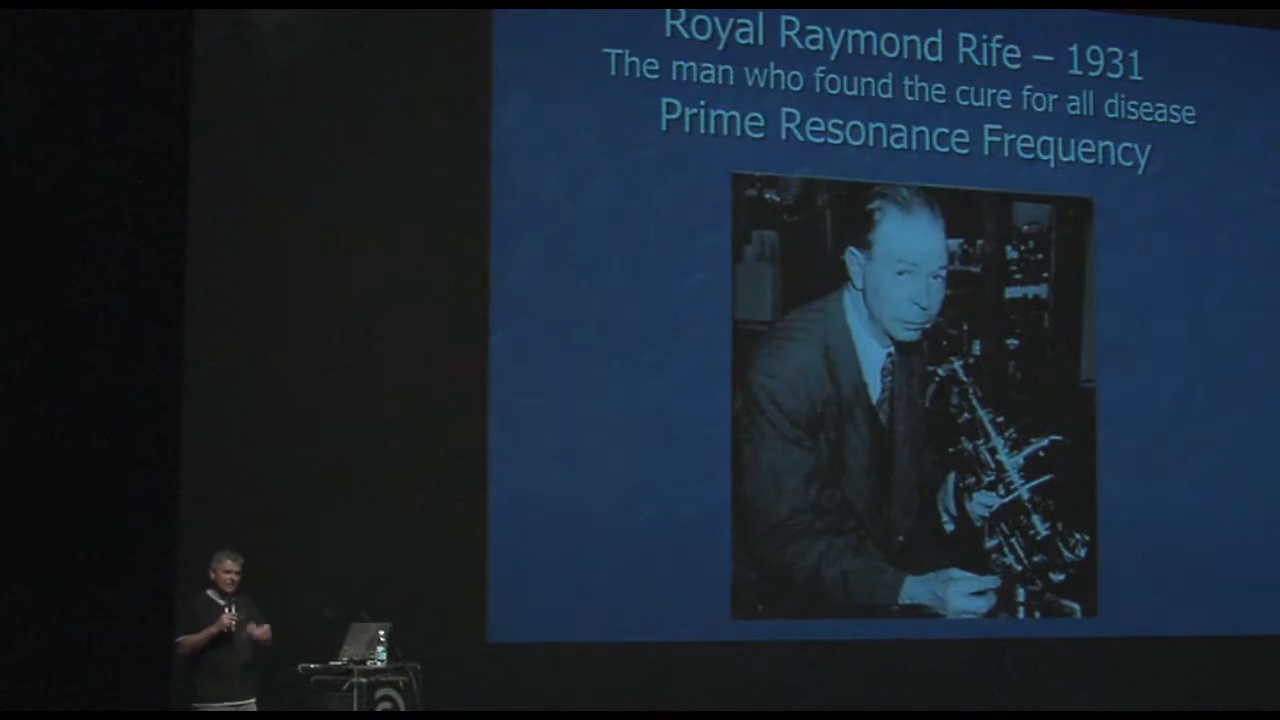 Royal Raymond Rife – 1931
The man who found the cure for all disease
Prime Resonance Frequency